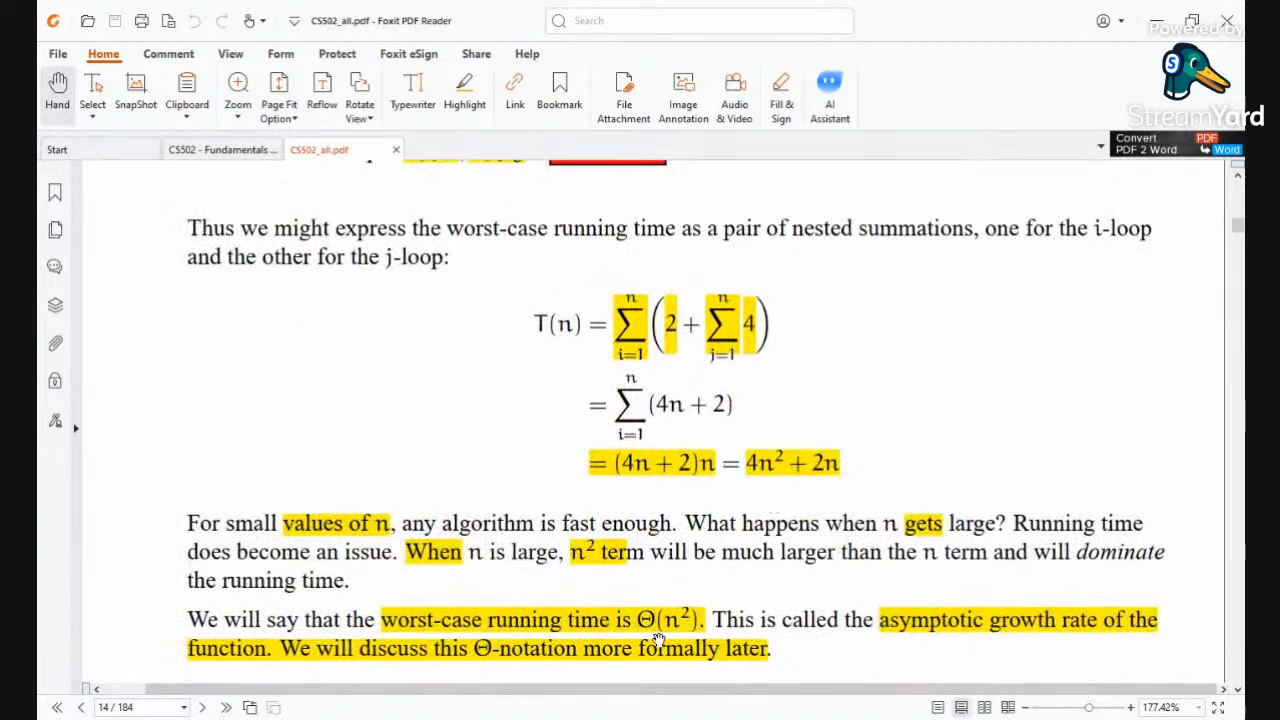 CS502_all.pdf - Foxit PDF Reader
Search
Powered by
File Home Comment View Form Protect Foxit eSign Share Help
Hand Select SnapShot Clipboard Zoom Page Fit Option Reflow Rotate View Typewriter Highlight Link Bookmark File Attachment Image Annotation Audio & Video Fill & Sign AI Assistant
S
StreamYard
Start CS502 - Fundamentals ... CS502_all.pdf
Convert PDF
PDF 2 Word Word
Thus we might express the worst-case running time as a pair of nested summations, one for the i-loop
and the other for the j-loop:
T(n) = ∑_{i=1}^{n} (2 + ∑_{j=1}^{n} 4)
= ∑_{i=1}^{n} (4n + 2)
= (4n + 2)n = 4n² + 2n
For small values of n, any algorithm is fast enough. What happens when n gets large? Running time
does become an issue. When n is large, n² term will be much larger than the n term and will dominate
the running time.
We will say that the worst-case running time is Θ(n²). This is called the asymptotic growth rate of the
function. We will discuss this Θ-notation more formally later.
14 / 184
177.42%